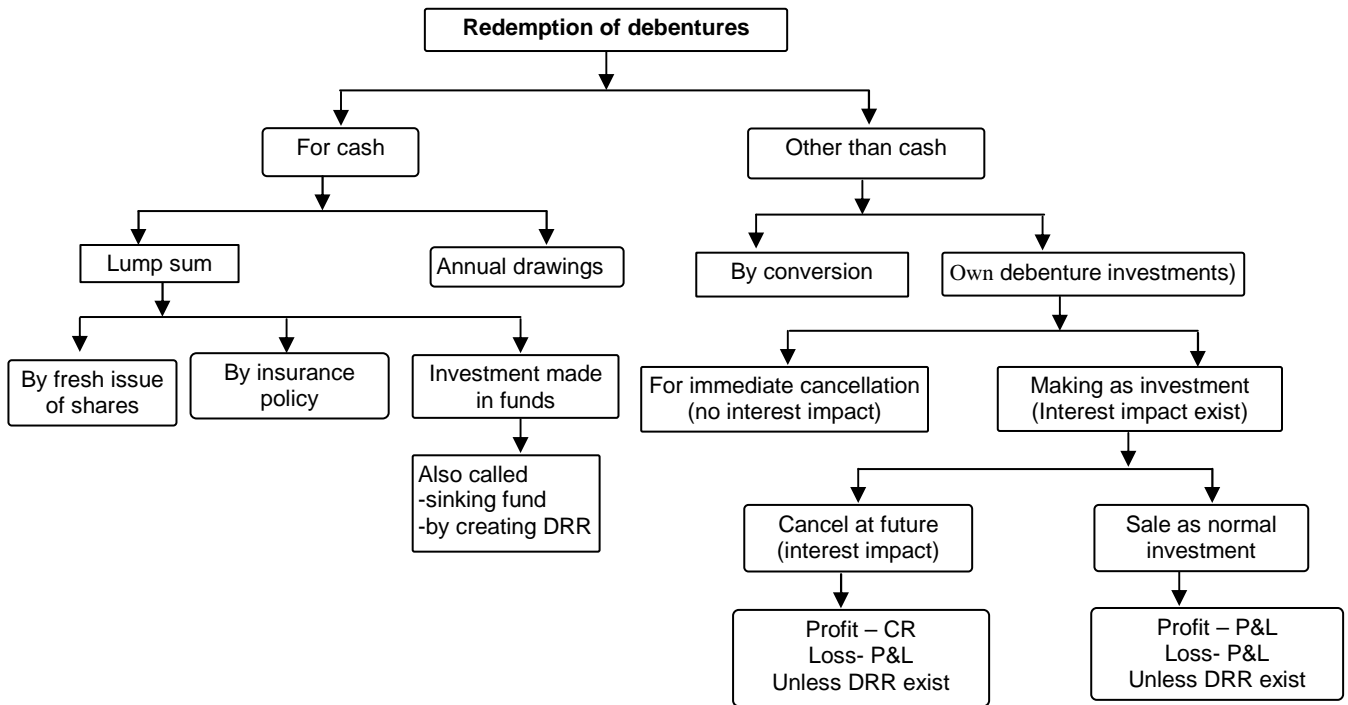 Redemption of debentures
For cash
Other than cash
Lump sum
Annual drawings
By conversion
Own debenture investments)
By fresh issue
of shares
By insurance
policy
Investment made
in funds
For immediate cancellation
(no interest impact)
Making as investment
(Interest impact exist)
Also called
-sinking fund
-by creating DRR
Cancel at future
(interest impact)
Sale as normal
investment
Profit – CR
Loss- P&L
Unless DRR exist
Profit – P&L
Loss- P&L
Unless DRR exist